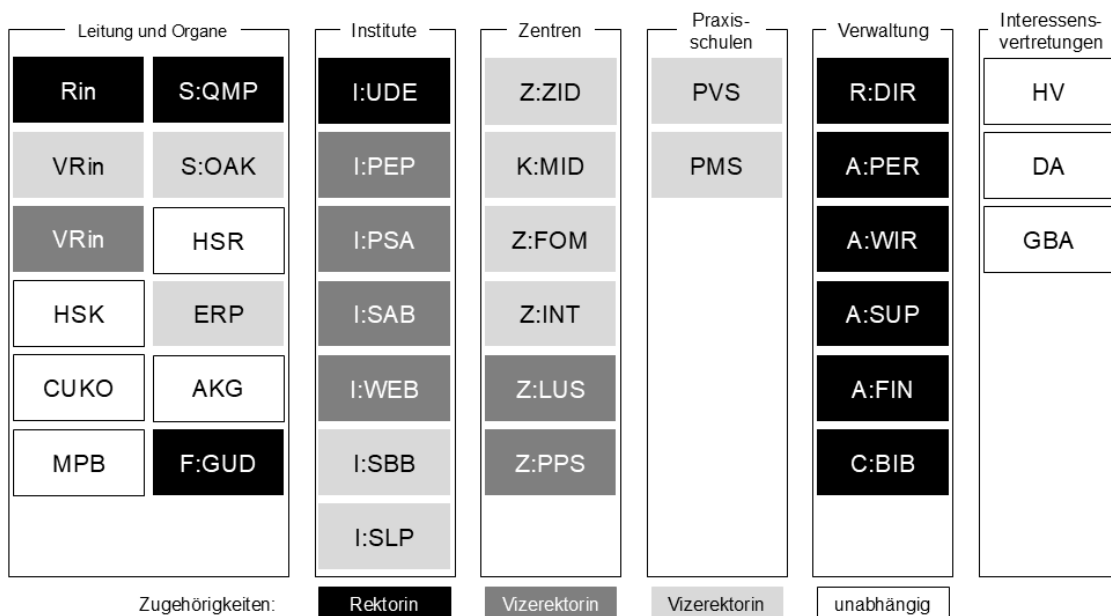 Leitung und Organe
Rin S:QMP
VRin S:OAK
VRin HSR
HSK ERP
CUKO AKG
MPB F:GUD
Institute
I:UDE
I:PEP
I:PSA
I:SAB
I:WEB
I:SBB
I:SLP
Zentren
Z:ZID
K:MID
Z:FOM
Z:INT
Z:LUS
Z:PPS
Praxis-
schulen
PVS
PMS
Verwaltung
R:DIR
A:PER
A:WIR
A:SUP
A:FIN
C:BIB
Interessens-
vertretungen
HV
DA
GBA
Zugehörigkeiten: Rektorin Vizerektorin Vizerektorin unabhängig